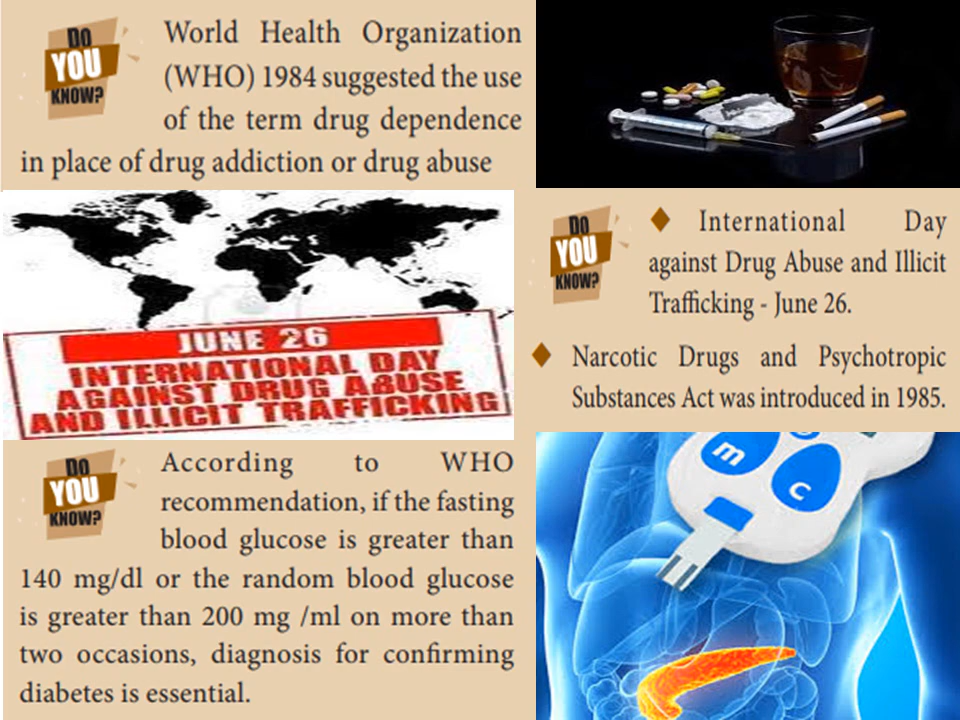 DO
YOU
KNOW?
World Health Organization
(WHO) 1984 suggested the use
of the term drug dependence
in place of drug addiction or drug abuse
JUNE 26
INTERNATIONAL DAY
AGAINST DRUG ABUSE
AND ILLICIT TRAFFICKING
DO
YOU
KNOW?
♦ International Day
against Drug Abuse and Illicit
Trafficking - June 26.
♦ Narcotic Drugs and Psychotropic
Substances Act was introduced in 1985.
DO
YOU
KNOW?
According to WHO
recommendation, if the fasting
blood glucose is greater than
140 mg/dl or the random blood glucose
is greater than 200 mg /ml on more than
two occasions, diagnosis for confirming
diabetes is essential.
m
c